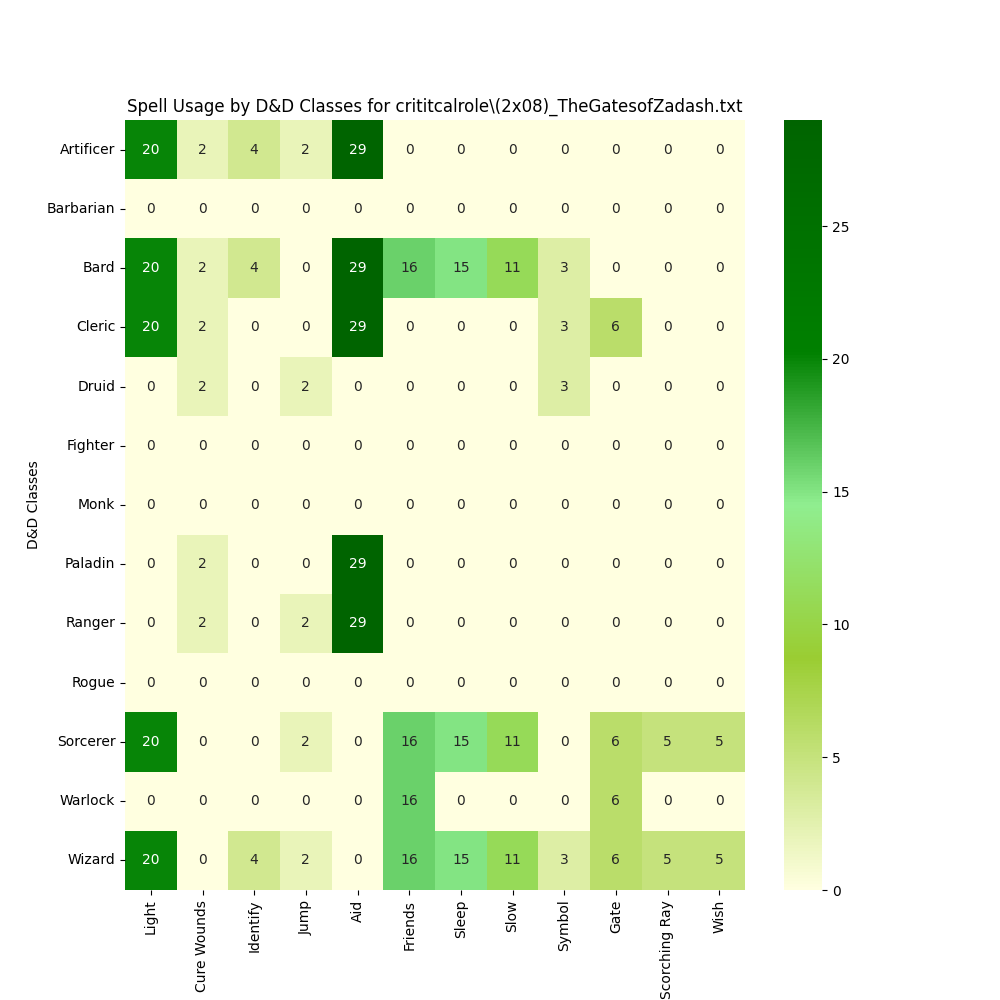 Spell Usage by D&D Classes for crititcalrole\(2x08)_TheGatesofZadash.txt
D&D Classes
Artificer 20 2 4 2 29 0 0 0 0 0 0 0
Barbarian 0 0 0 0 0 0 0 0 0 0 0 0
Bard 20 2 4 0 29 16 15 11 3 0 0 0
Cleric 20 2 0 0 29 0 0 0 3 6 0 0
Druid 0 2 0 2 0 0 0 0 3 0 0 0
Fighter 0 0 0 0 0 0 0 0 0 0 0 0
Monk 0 0 0 0 0 0 0 0 0 0 0 0
Paladin 0 2 0 0 29 0 0 0 0 0 0 0
Ranger 0 2 0 2 29 0 0 0 0 0 0 0
Rogue 0 0 0 0 0 0 0 0 0 0 0 0
Sorcerer 20 0 0 2 0 16 15 11 0 6 5 5
Warlock 0 0 0 0 0 16 0 0 0 6 0 0
Wizard 20 0 4 2 0 16 15 11 3 6 5 5
Light
Cure Wounds
Identify
Jump
Aid
Friends
Sleep
Slow
Symbol
Gate
Scorching Ray
Wish
25
20
15
10
5
0